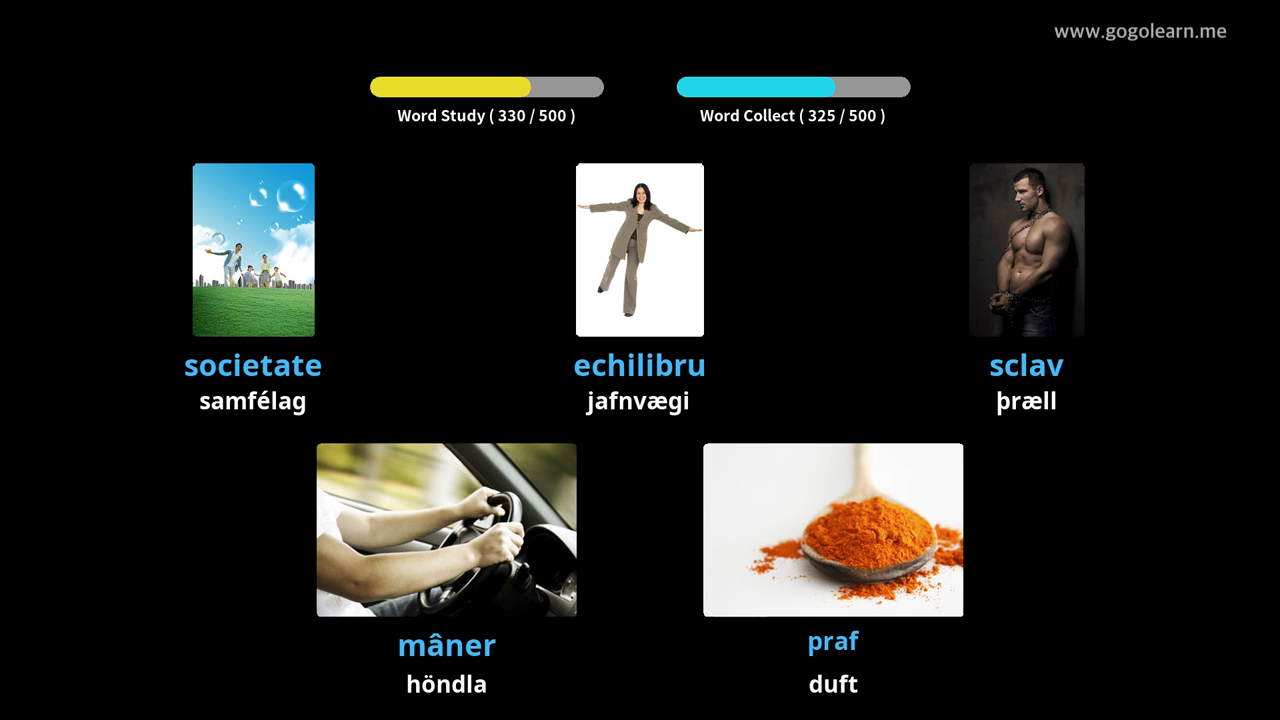 www.gogolearn.me
Word Study ( 330 / 500 )
Word Collect ( 325 / 500 )
societate
samfélag
echilibru
jafnvægi
sclav
þræll
mâner
höndla
praf
duft